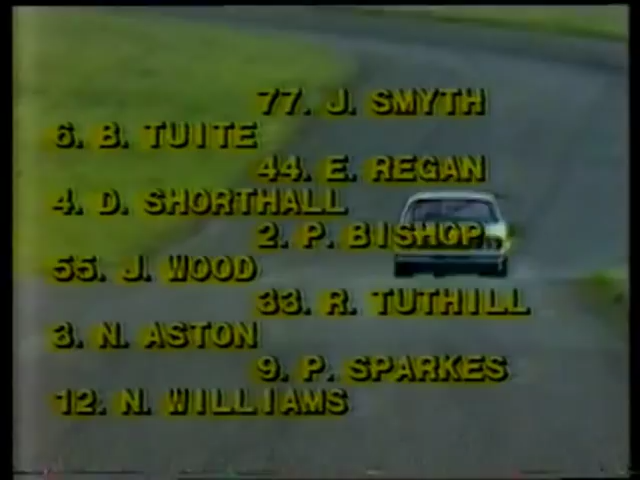 77. J. SMYTH
6. B. TUITE
44. E. REGAN
4. D. SHORTHALL
2. P. BISHOP
55. J. WOOD
33. R. TUTHILL
3. N. ASTON
9. P. SPARKES
12. N. WILLIAMS